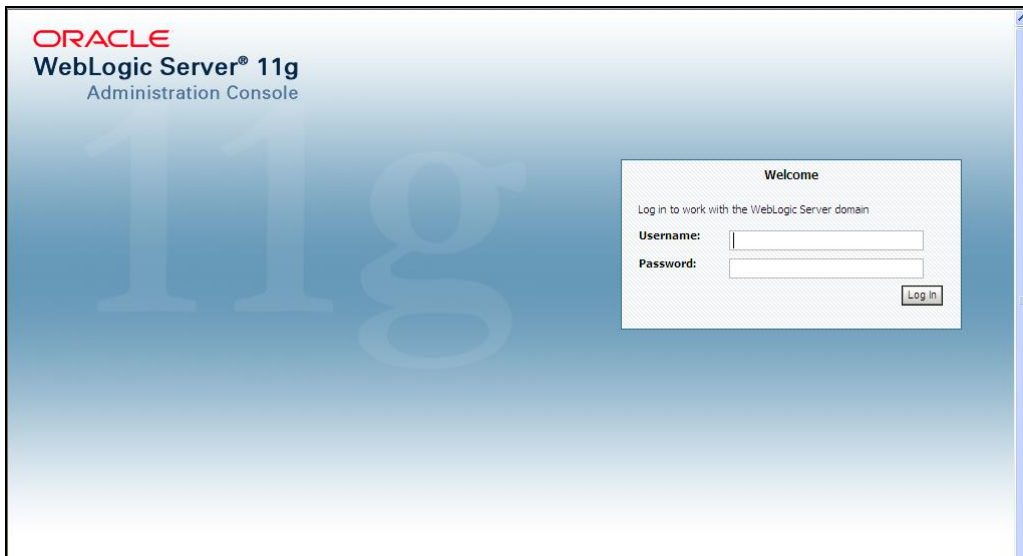 ORACLE
WebLogic Server® 11g
Administration Console
11g
Welcome
Log in to work with the WebLogic Server domain
Username:
Password:
Log In